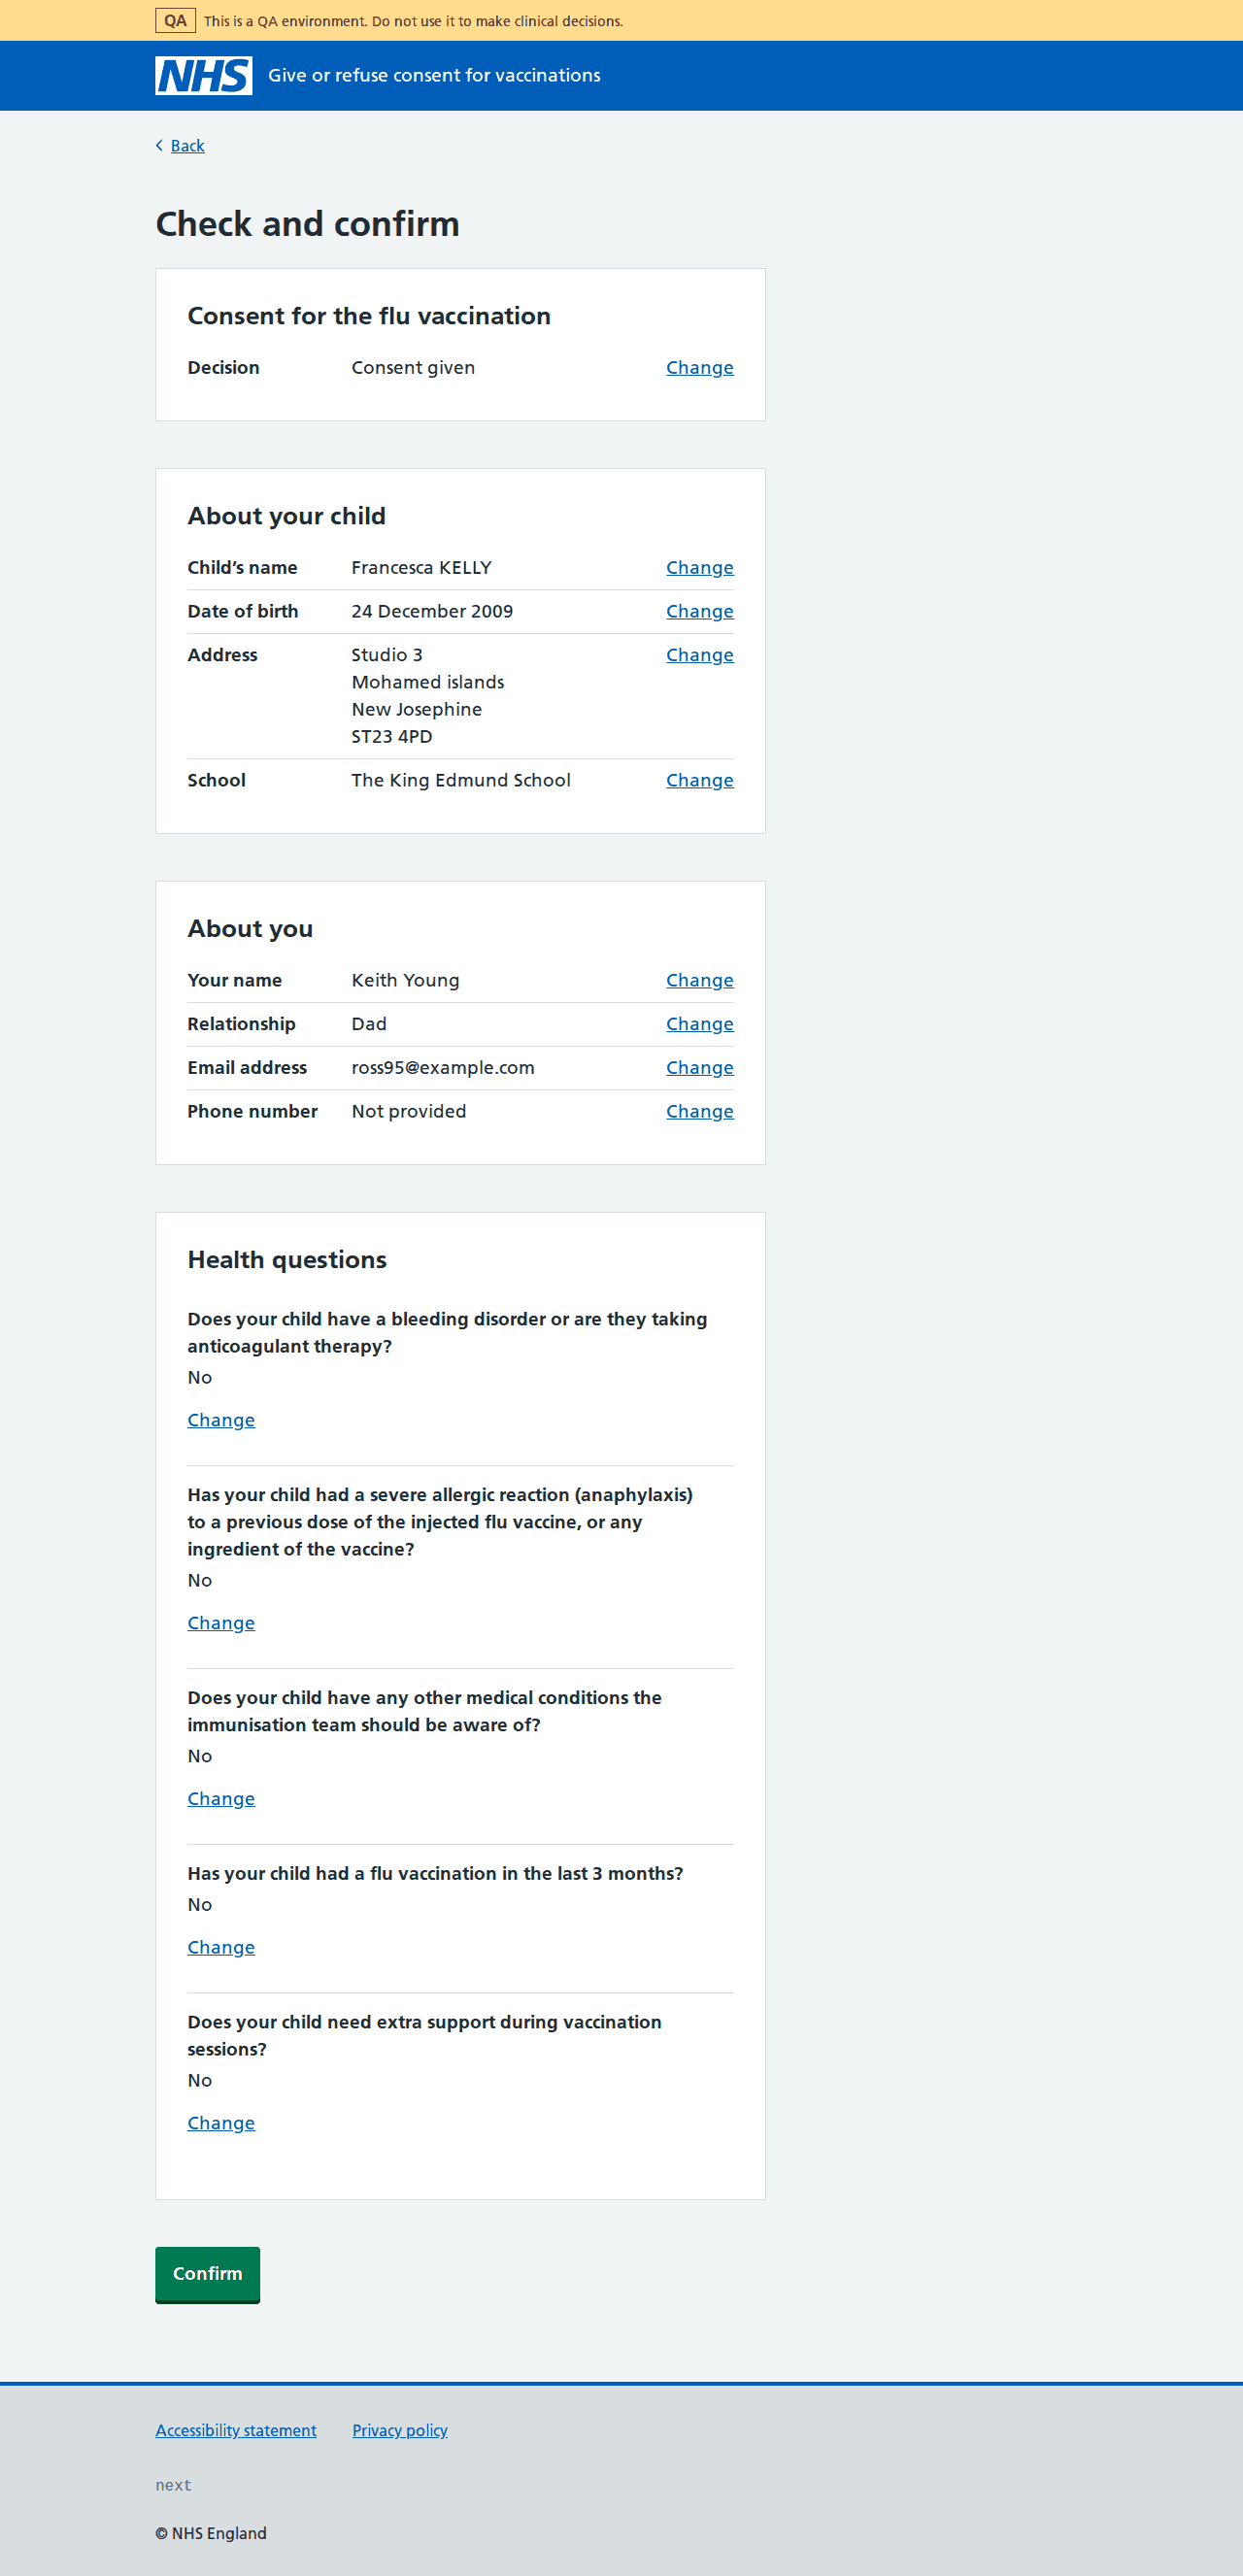 QA This is a QA environment. Do not use it to make clinical decisions.
NHS Give or refuse consent for vaccinations
Back
Check and confirm
Consent for the flu vaccination
Decision Consent given Change
About your child
Child’s name Francesca KELLY Change
Date of birth 24 December 2009 Change
Address Studio 3 Change
Mohamed islands
New Josephine
ST23 4PD
School The King Edmund School Change
About you
Your name Keith Young Change
Relationship Dad Change
Email address ross95@example.com Change
Phone number Not provided Change
Health questions
Does your child have a bleeding disorder or are they taking
anticoagulant therapy?
No
Change
Has your child had a severe allergic reaction (anaphylaxis)
to a previous dose of the injected flu vaccine, or any
ingredient of the vaccine?
No
Change
Does your child have any other medical conditions the
immunisation team should be aware of?
No
Change
Has your child had a flu vaccination in the last 3 months?
No
Change
Does your child need extra support during vaccination
sessions?
No
Change
Confirm
Accessibility statement Privacy policy
next
© NHS England